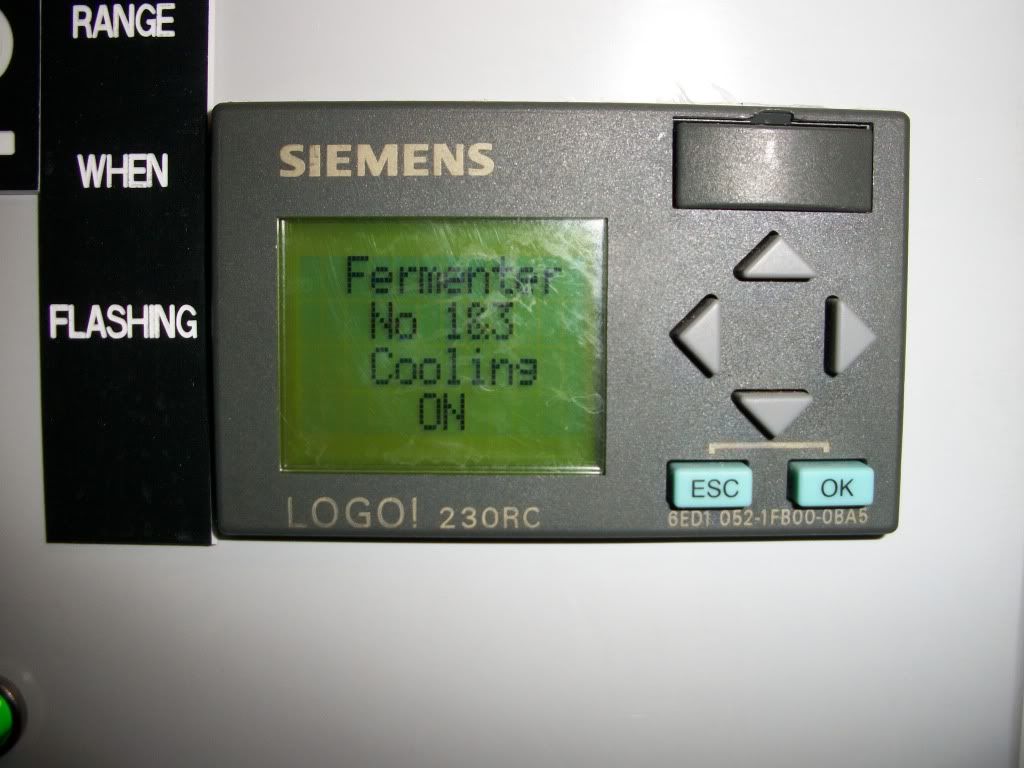 RANGE
WHEN
FLASHING
SIEMENS
Fermenter
No 1&3
Cooling
ON
LOGO! 230RC
ESC
OK
6ED1 052-1FB00-0BA5